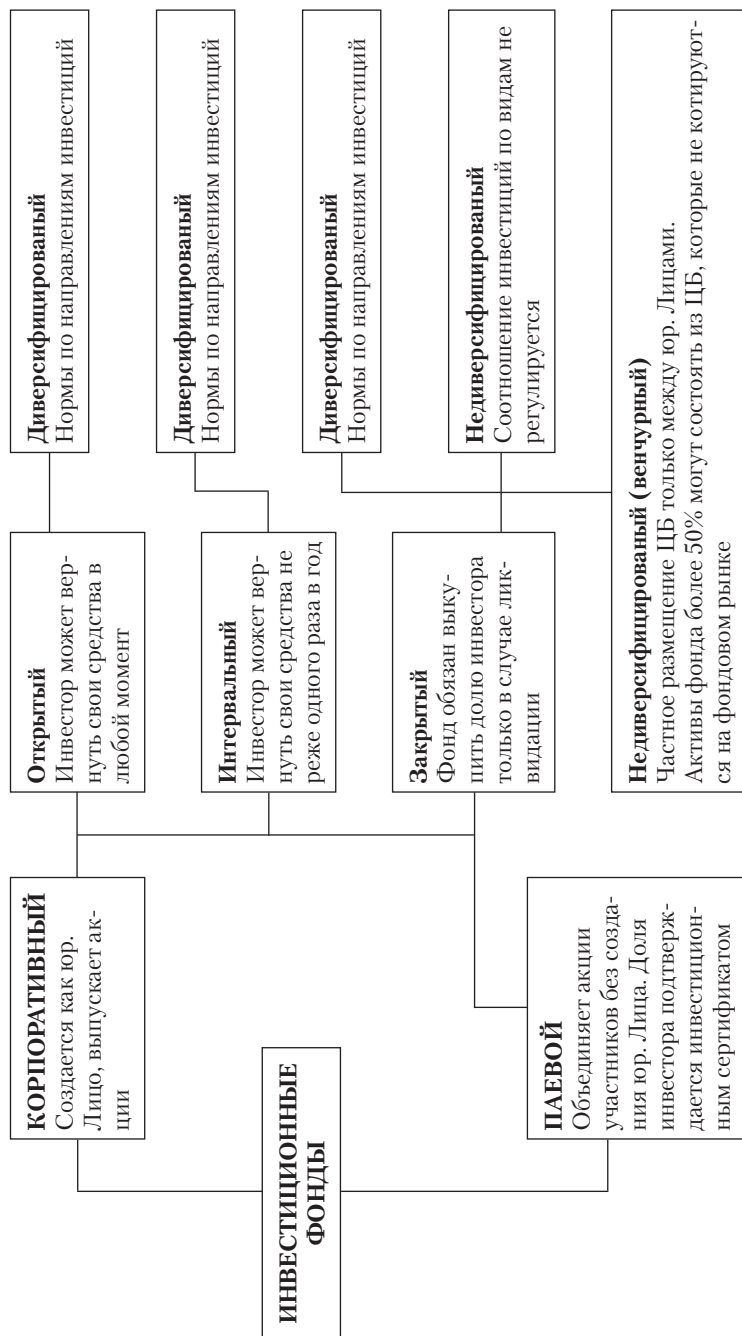 ИНВЕСТИЦИОННЫЕ
ФОНДЫ
КОРПОРАТИВНЫЙ
Создается как юр.
Лицо, выпускает ак-
ции
ПАЕВОЙ
Объединяет акции
участников без созда-
ния юр. Лица. Доля
инвестора подтверж-
дается инвестицион-
ным сертификатом
Открытый
Инвестор может вер-
нуть свои средства в
любой момент
Интервальный
Инвестор может вер-
нуть свои средства не
реже одного раза в год
Закрытый
Фонд обязан выку-
пить долю инвестора
только в случае лик-
видации
Диверсифицированый
Нормы по направлениям инвестиций
Диверсифицированый
Нормы по направлениям инвестиций
Диверсифицированый
Нормы по направлениям инвестиций
Недиверсифицированый
Соотношение инвестиций по видам не
регулируется
Недиверсифицированый (венчурный)
Частное размещение ЦБ только между юр. Лицами.
Активы фонда более 50% могут состоять из ЦБ, которые не котируют-
ся на фондовом рынке